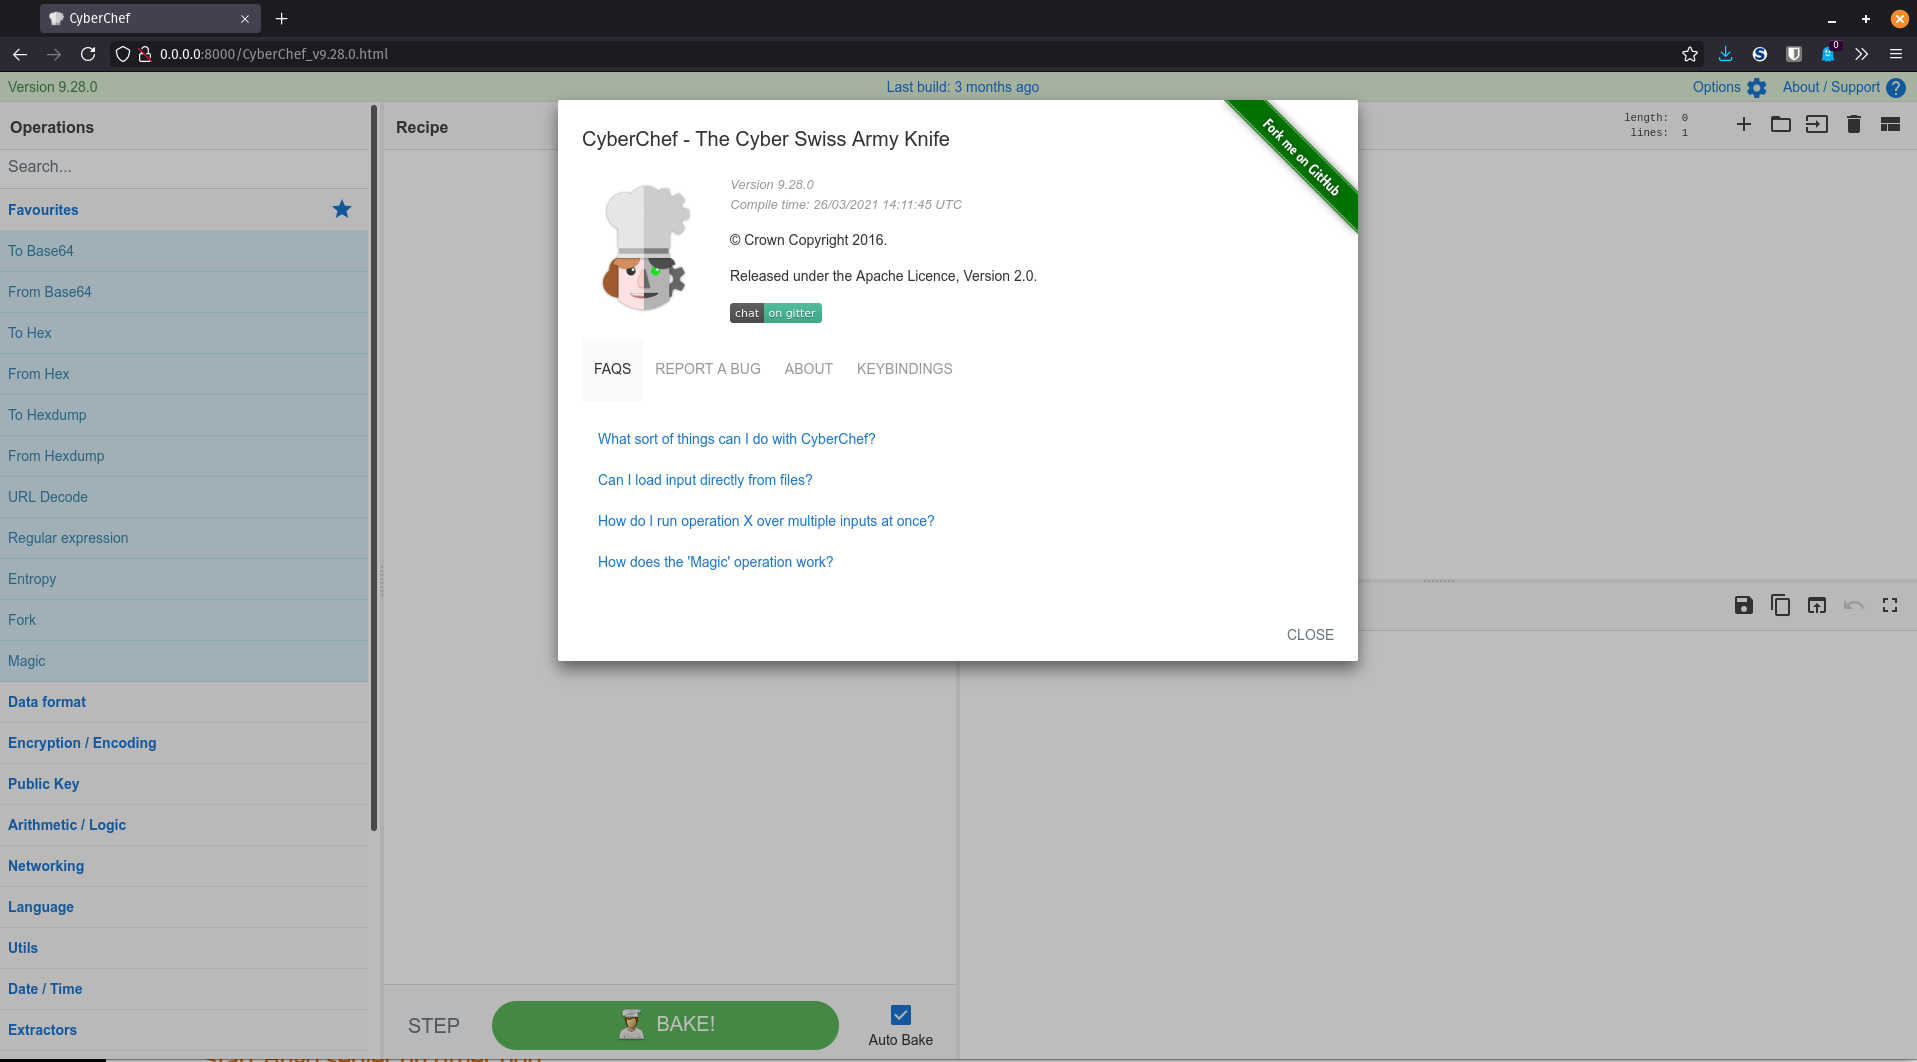 CyberChef
0.0.0.0:8000/CyberChef_v9.28.0.html
0
Version 9.28.0
Last build: 3 months ago
Options
About / Support
Operations
Search...
Favourites
To Base64
From Base64
To Hex
From Hex
To Hexdump
From Hexdump
URL Decode
Regular expression
Entropy
Fork
Magic
Data format
Encryption / Encoding
Public Key
Arithmetic / Logic
Networking
Language
Utils
Date / Time
Extractors
Recipe
length: 0
lines: 1
CyberChef - The Cyber Swiss Army Knife
Fork me on GitHub
Version 9.28.0
Compile time: 26/03/2021 14:11:45 UTC
© Crown Copyright 2016.
Released under the Apache Licence, Version 2.0.
chat on gitter
FAQS REPORT A BUG ABOUT KEYBINDINGS
What sort of things can I do with CyberChef?
Can I load input directly from files?
How do I run operation X over multiple inputs at once?
How does the 'Magic' operation work?
CLOSE
STEP
BAKE!
Auto Bake